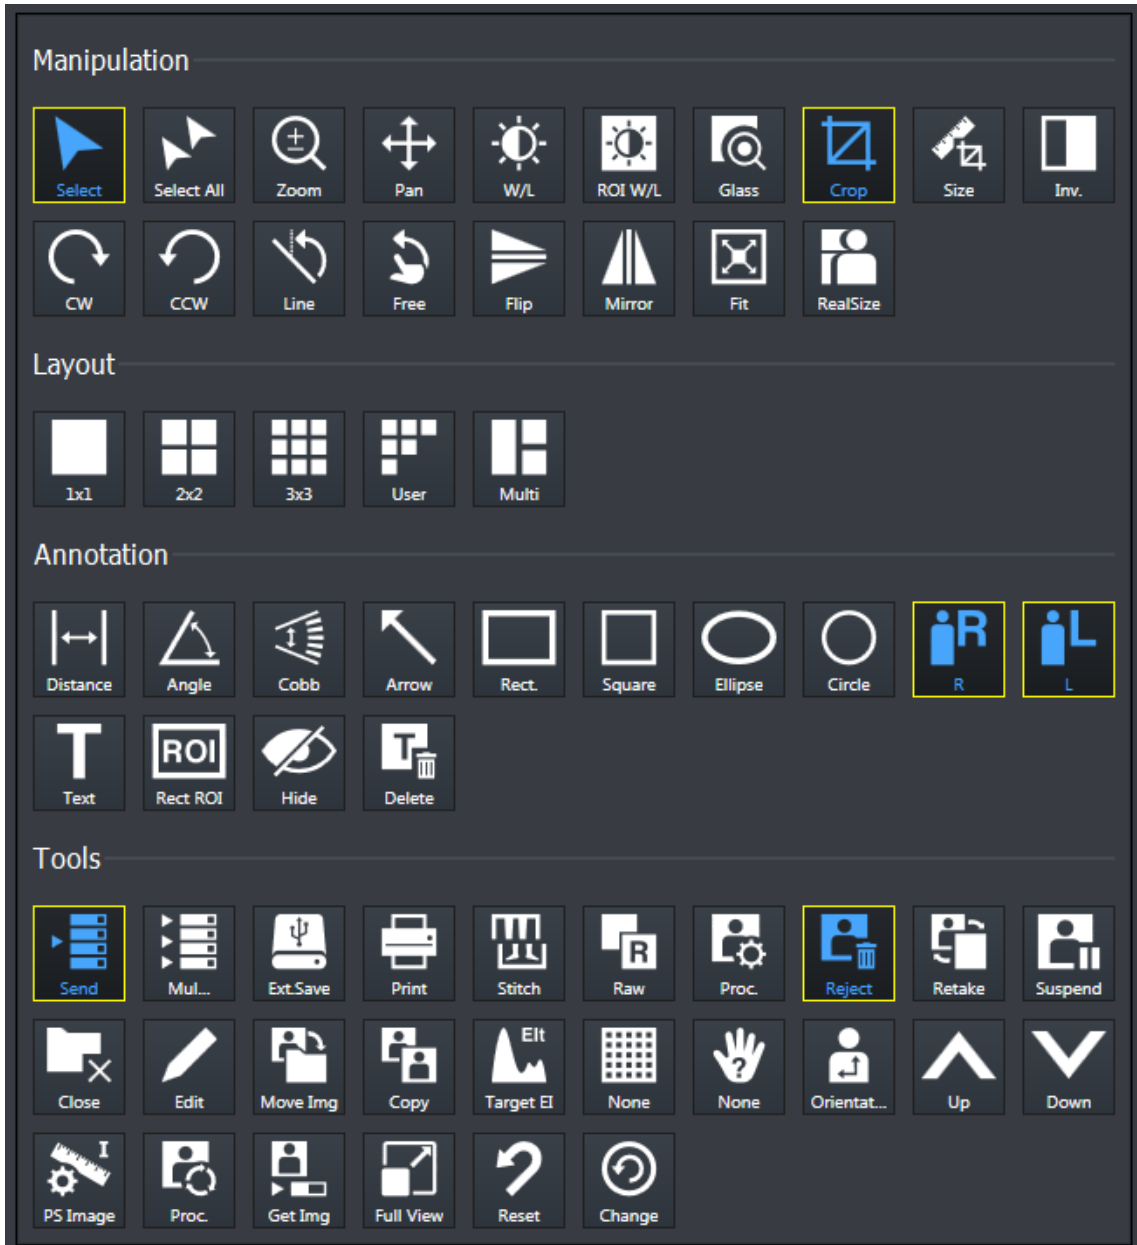 Manipulation
Select Select All Zoom Pan W/L ROI W/L Glass Crop Size Inv.
CW CCW Line Free Flip Mirror Fit RealSize
Layout
1x1 2x2 3x3 User Multi
Annotation
R L
Distance Angle Cobb Arrow Rect. Square Ellipse Circle R L
T ROI T
Text Rect ROI Hide Delete
Tools
R
Send Mul... Ext.Save Print Stitch Raw Proc. Reject Retake Suspend
EIt ?
Close Edit Move Img Copy Target EI None None Orientat... Up Down
I
PS Image Proc. Get Img Full View Reset Change